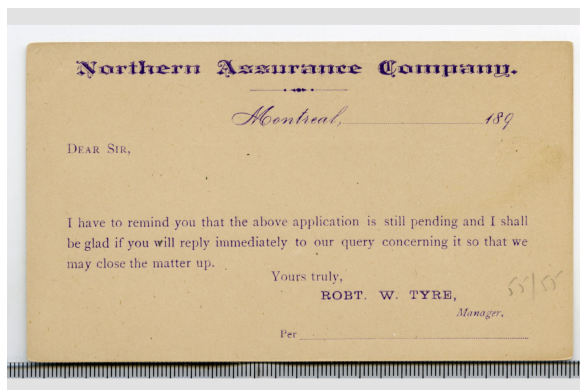 Northern Assurance Company.
Montreal, 189
DEAR SIR,
I have to remind you that the above application is still pending and I shall
be glad if you will reply immediately to our query concerning it so that we
may close the matter up.
Yours truly,
ROBT. W. TYRE,
55/55
Manager.
Per